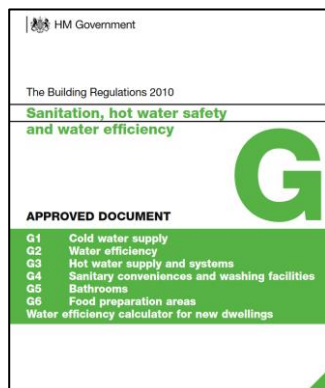 HM Government
The Building Regulations 2010
Sanitation, hot water safety
and water efficiency
G
APPROVED DOCUMENT
G1 Cold water supply
G2 Water efficiency
G3 Hot water supply and systems
G4 Sanitary conveniences and washing facilities
G5 Bathrooms
G6 Food preparation areas
Water efficiency calculator for new dwellings